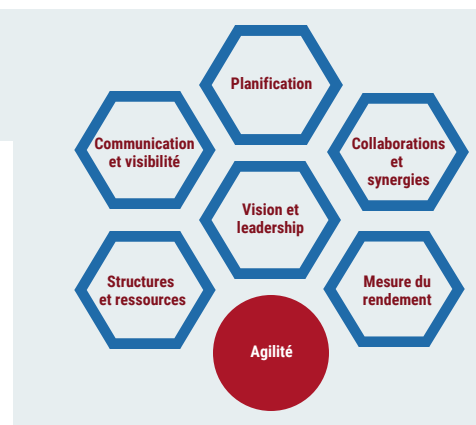 Planification
Communication
et visibilité
Collaborations
et
synergies
Vision et
leadership
Structures
et ressources
Mesure du
rendement
Agilité